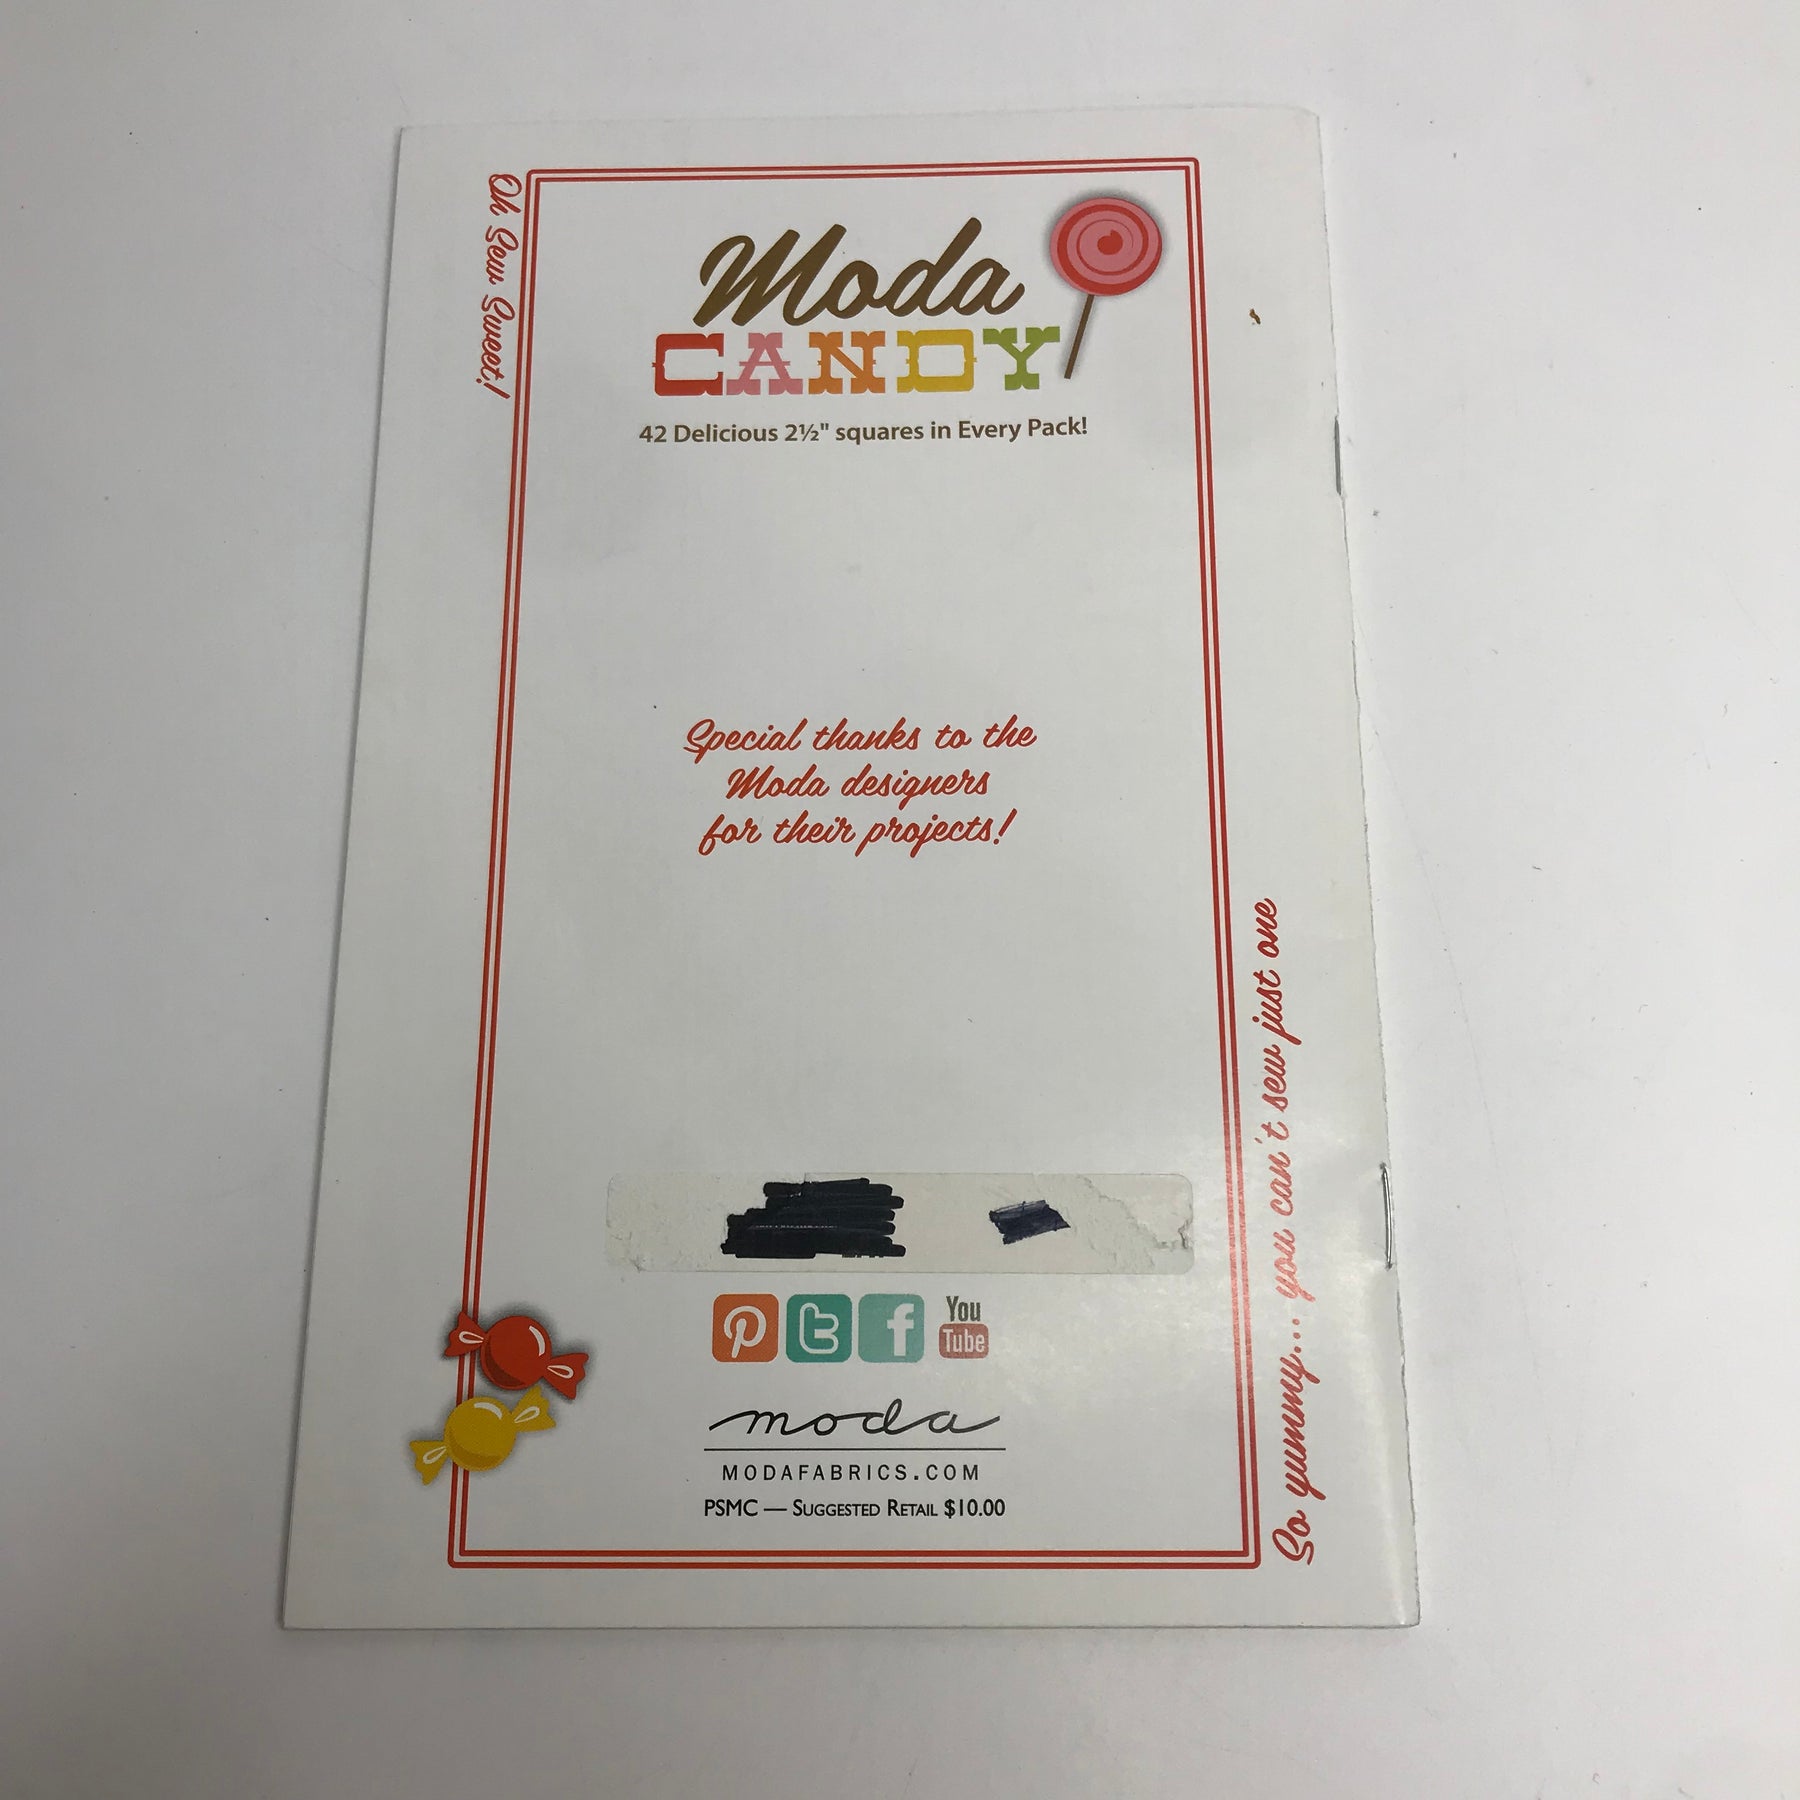 Oh Sew Sweet!
Moda
CANDY
42 Delicious 2½" squares in Every Pack!
Special thanks to the
Moda designers
for their projects!
So yummy... you can't sew just one
You
Tube
moda
MODAFABRICS.COM
PSMC — SUGGESTED RETAIL $10.00